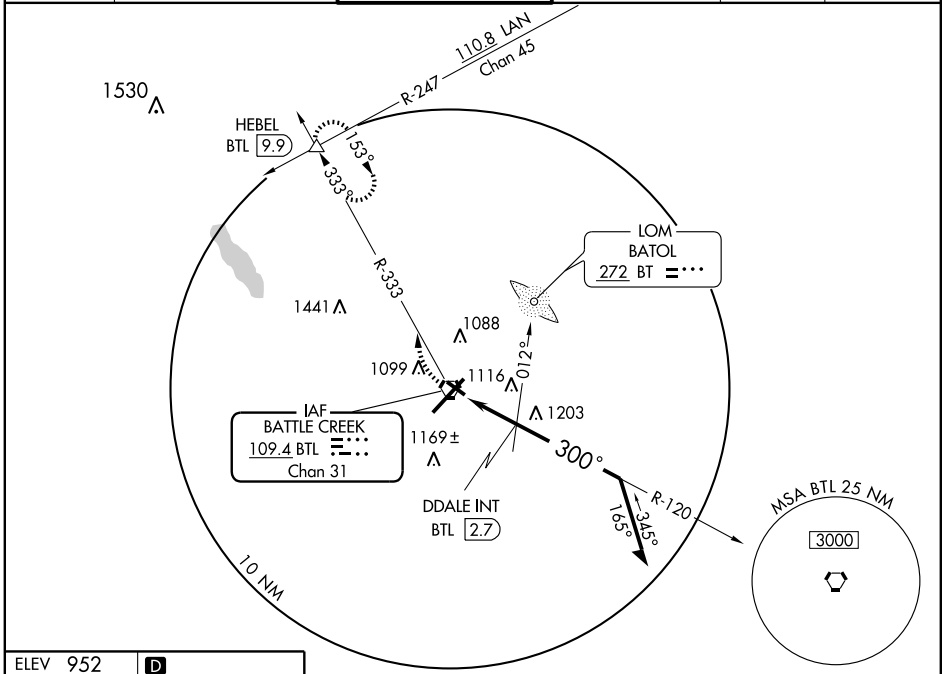 110.8 LAN
Chan 45
R-247
1530
HEBEL
BTL 9.9
153°
333°
LOM
BATOL
272 BT
R-333
1441
1088
012°
1099
1116
1203
IAF
BATTLE CREEK
109.4 BTL
Chan 31
1169±
300°
DDALE INT
BTL 2.7
R-120
165°
345°
MSA BTL 25 NM
3000
10 NM
ELEV 952 D